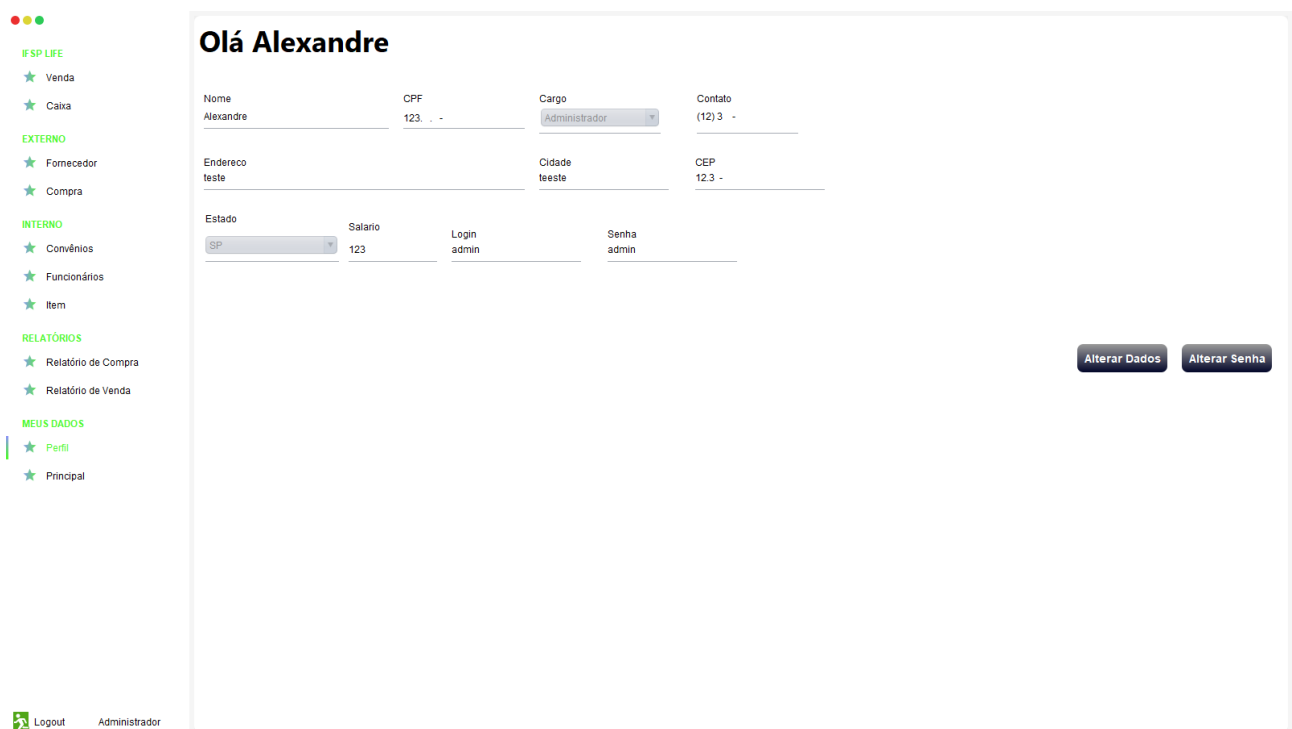 IFSP LIFE
Venda
Caixa
EXTERNO
Fornecedor
Compra
INTERNO
Convênios
Funcionários
Item
RELATÓRIOS
Relatório de Compra
Relatório de Venda
MEUS DADOS
Perfil
Principal
Logout Administrador
Olá Alexandre
Nome CPF Cargo Contato
Alexandre 123. . - Administrador (12) 3 -
Endereco Cidade CEP
teste teeste 12.3 -
Estado Salario Login Senha
SP 123 admin admin
Alterar Dados Alterar Senha